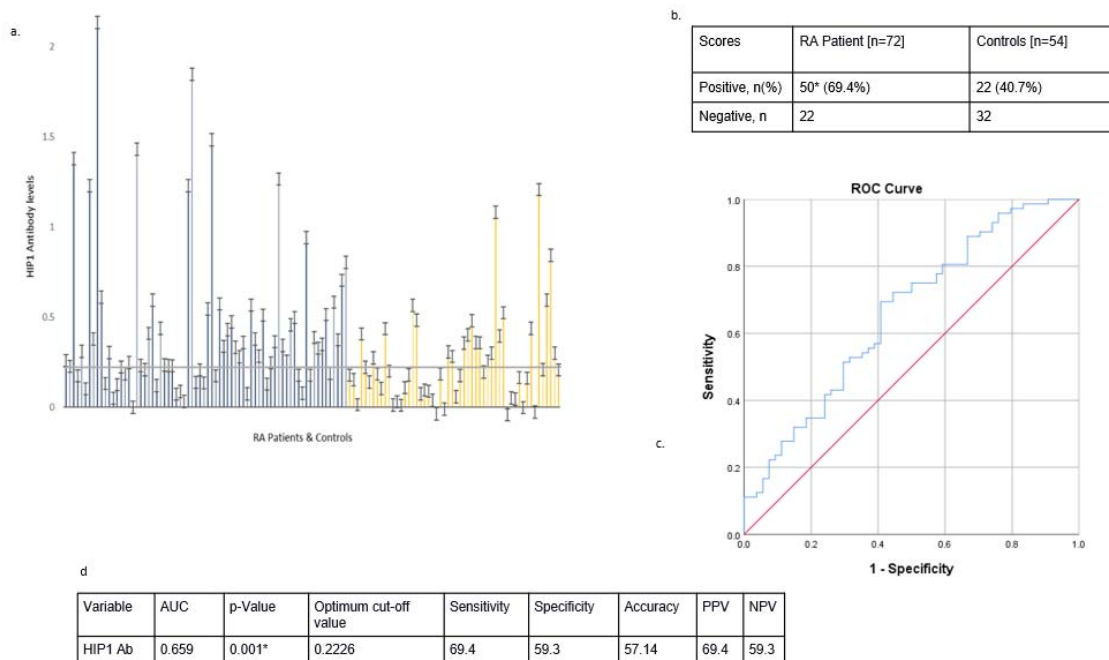 a.
2
1.5
1
0.5
0
HIP1 Antibody levels
RA Patients & Controls
b.
Scores RA Patient [n=72] Controls [n=54]
Positive, n(%) 50* (69.4%) 22 (40.7%)
Negative, n 22 32
c.
ROC Curve
1.0
0.8
0.6
0.4
0.2
0.0
Sensitivity
0.0 0.2 0.4 0.6 0.8 1.0
1 - Specificity
d
Variable AUC p-Value Optimum cut-off value Sensitivity Specificity Accuracy PPV NPV
HIP1 Ab 0.659 0.001* 0.2226 69.4 59.3 57.14 69.4 59.3